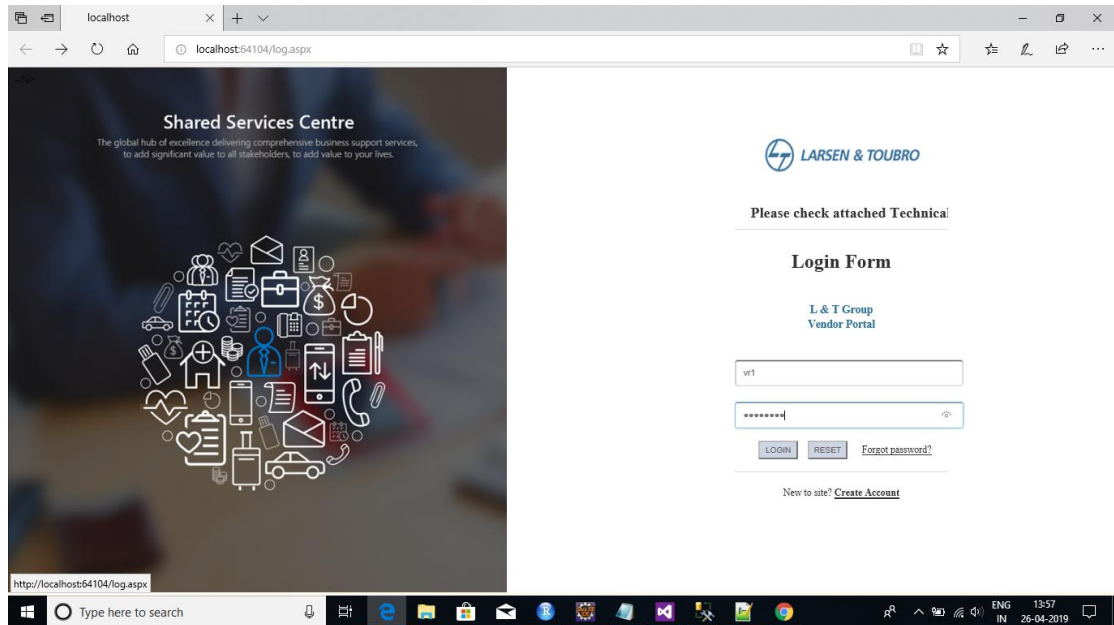 localhost
localhost:64104/log.aspx
Shared Services Centre
The global hub of excellence delivering comprehensive business support services,
to add significant value to all stakeholders, to add value to your lives.
LARSEN & TOUBRO
Please check attached Technical
Login Form
L & T Group
Vendor Portal
vr1
LOGIN RESET Forgot password?
New to site? Create Account
http://localhost:64104/log.aspx
Type here to search
ENG 13:57
IN 26-04-2019